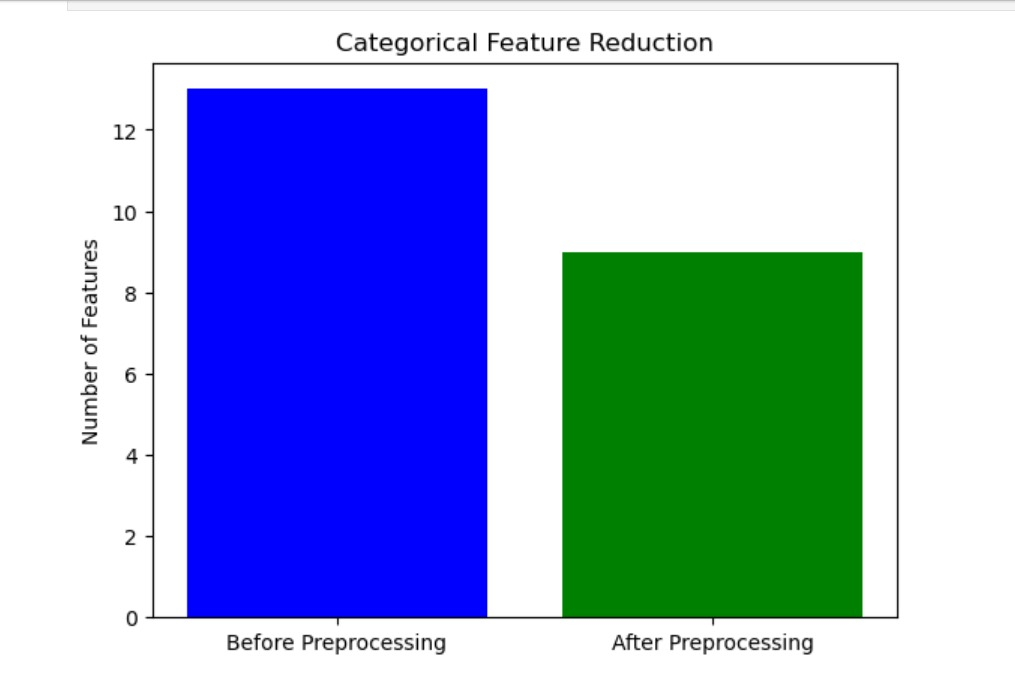 Categorical Feature Reduction
Number of Features
12
10
8
6
4
2
0
Before Preprocessing
After Preprocessing